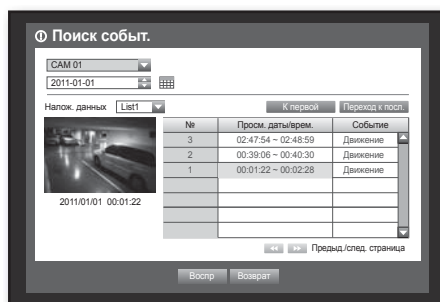 Поиск событ.
CAM 01
2011-01-01
Налож. данных List1 К первой Переход к посл.
№ Просм. даты/врем. Событие
3 02:47:54 ~ 02:48:59 Движение
2 00:39:06 ~ 00:40:30 Движение
1 00:01:22 ~ 00:02:28 Движение
2011/01/01 00:01:22
Предыд./след. страница
Воспр Возврат